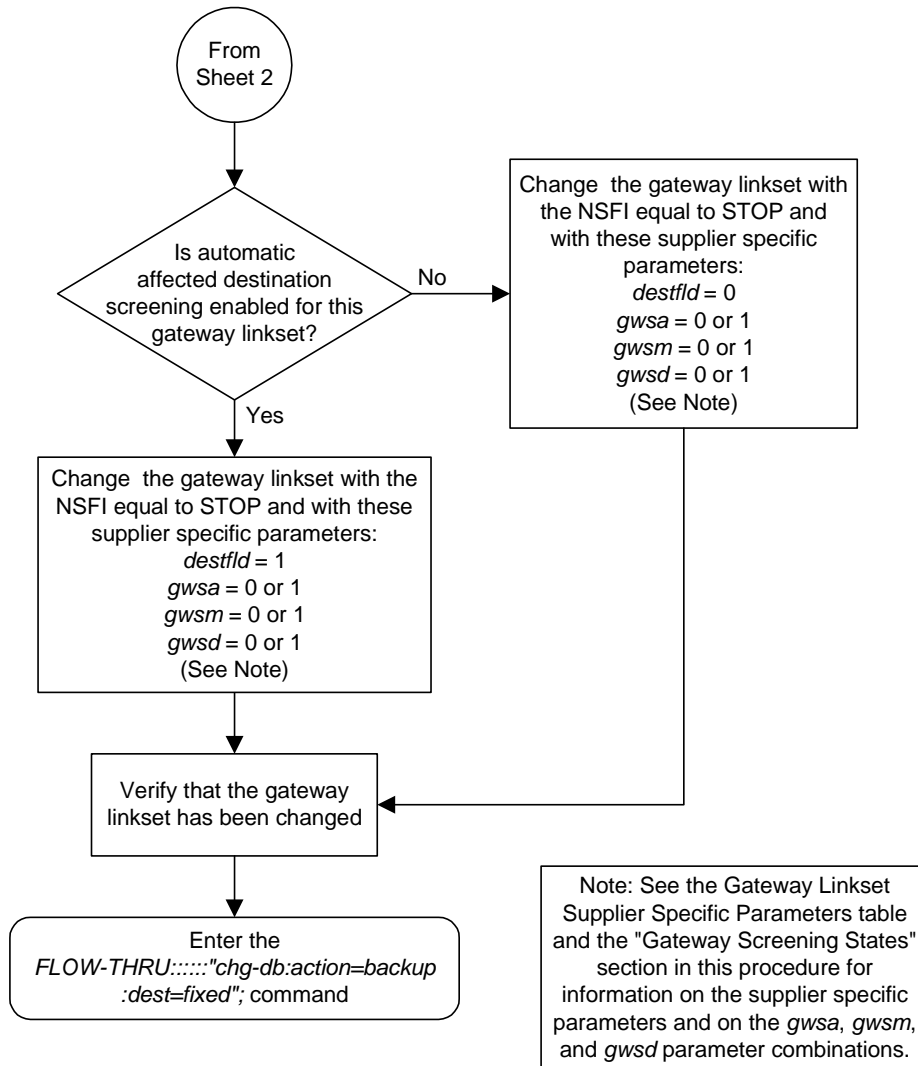 From
Sheet 2
Is automatic
affected destination
screening enabled for this
gateway linkset?
No
Change  the gateway linkset with
the NSFI equal to STOP and
with these supplier specific
parameters:
destfld = 0
gwsa = 0 or 1
gwsm = 0 or 1
gwsd = 0 or 1
(See Note)
Yes
Change  the gateway linkset with the
NSFI equal to STOP and with these
supplier specific parameters:
destfld = 1
gwsa = 0 or 1
gwsm = 0 or 1
gwsd = 0 or 1
(See Note)
Verify that the gateway
linkset has been changed
Enter the
FLOW-THRU::::::"chg-db:action=backup
:dest=fixed"; command
Note: See the Gateway Linkset
Supplier Specific Parameters table
and the "Gateway Screening States"
section in this procedure for
information on the supplier specific
parameters and on the gwsa, gwsm,
and gwsd parameter combinations.